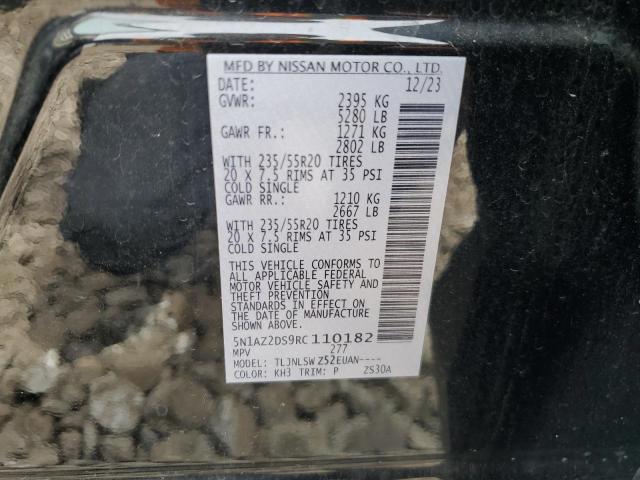 MFD BY NISSAN MOTOR CO., LTD.
DATE: 12/23
GVWR: 2395 KG
5280 LB
GAWR FR.: 1271 KG
2802 LB
WITH 235/55R20 TIRES
20 X 7.5 RIMS AT 35 PSI
COLD SINGLE
GAWR RR.: 1210 KG
2667 LB
WITH 235/55R20 TIRES
20 X 7.5 RIMS AT 35 PSI
COLD SINGLE
THIS VEHICLE CONFORMS TO
ALL APPLICABLE FEDERAL
MOTOR VEHICLE SAFETY AND
THEFT PREVENTION
STANDARDS IN EFFECT ON
THE DATE OF MANUFACTURE
SHOWN ABOVE.
5N1AZ2DS9RC110182
MPV 277
MODEL: TLJNLSW Z52EUAN----
COLOR: KH3 TRIM: P ZS30A